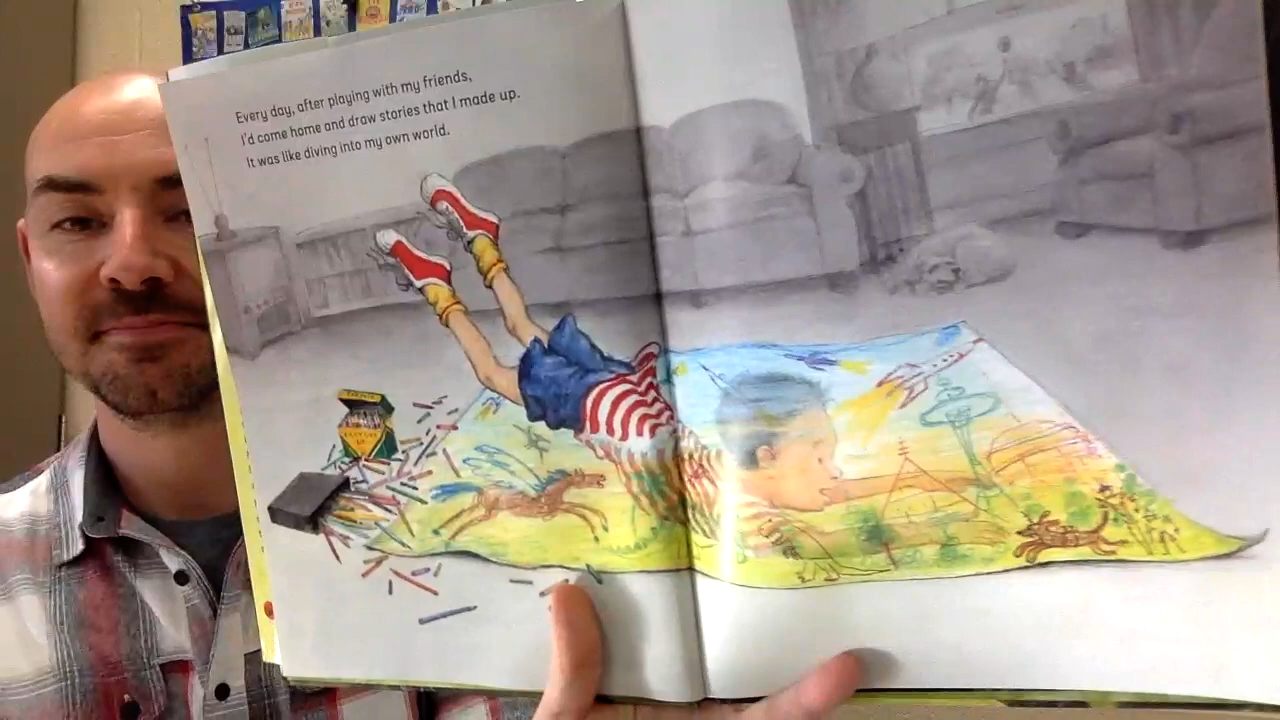 Every day, after playing with my friends,
I'd come home and draw stories that I made up.
It was like diving into my own world.